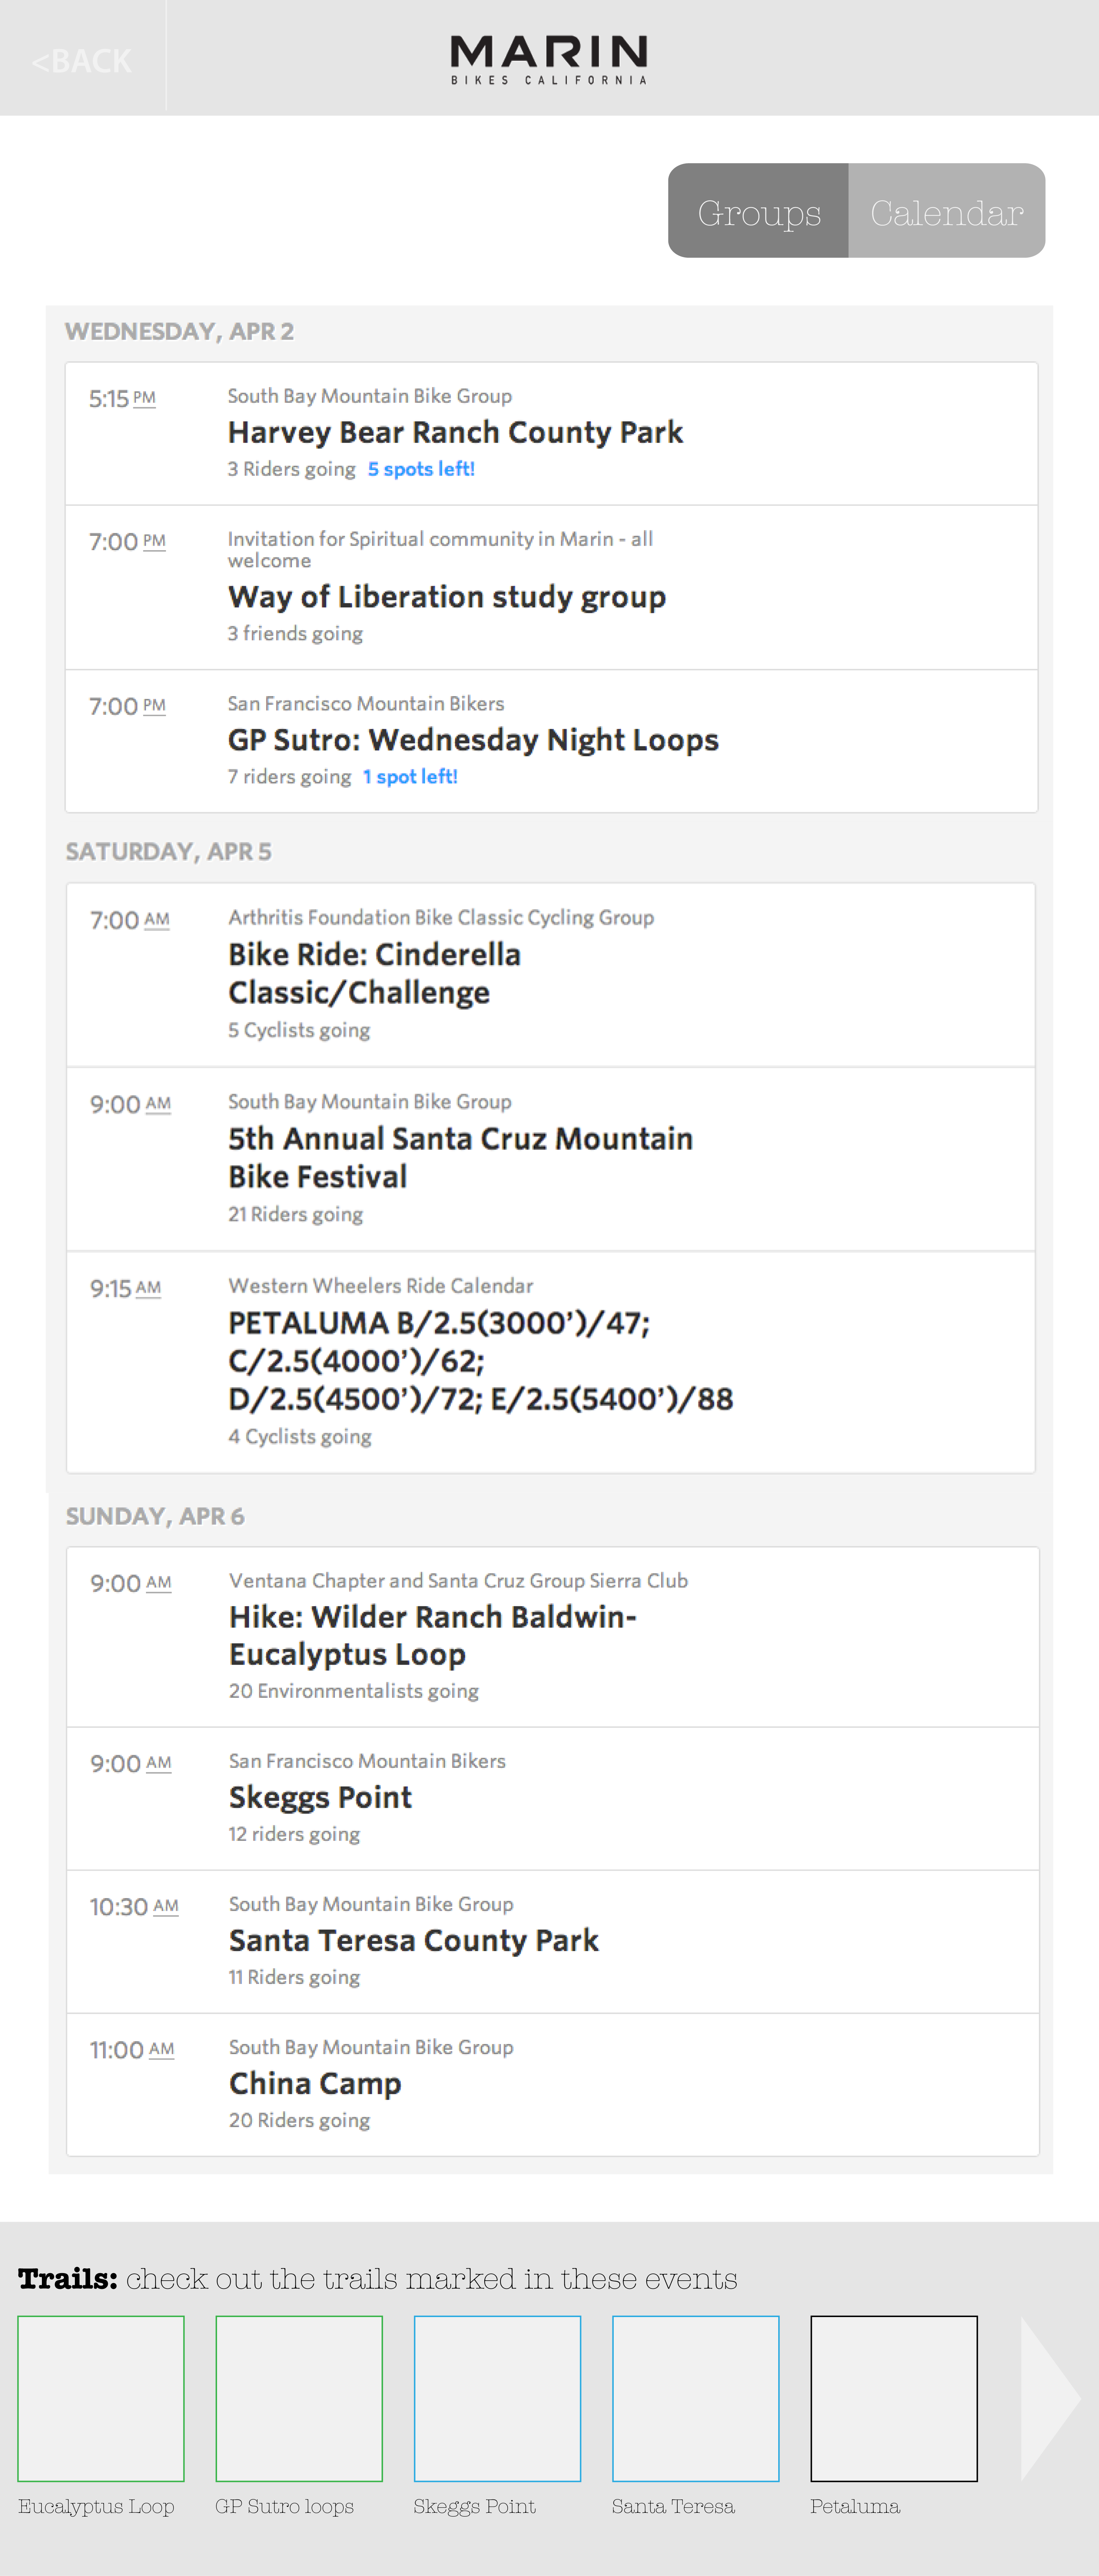 <BACK
MARIN
BIKES CALIFORNIA
Groups
Calendar
WEDNESDAY, APR 2
5:15 PM
South Bay Mountain Bike Group
Harvey Bear Ranch County Park
3 Riders going 5 spots left!
7:00 PM
Invitation for Spiritual community in Marin - all
welcome
Way of Liberation study group
3 friends going
7:00 PM
San Francisco Mountain Bikers
GP Sutro: Wednesday Night Loops
7 riders going 1 spot left!
SATURDAY, APR 5
7:00 AM
Arthritis Foundation Bike Classic Cycling Group
Bike Ride: Cinderella
Classic/Challenge
5 Cyclists going
9:00 AM
South Bay Mountain Bike Group
5th Annual Santa Cruz Mountain
Bike Festival
21 Riders going
9:15 AM
Western Wheelers Ride Calendar
PETALUMA B/2.5(3000’)/47;
C/2.5(4000’)/62;
D/2.5(4500’)/72; E/2.5(5400’)/88
4 Cyclists going
SUNDAY, APR 6
9:00 AM
Ventana Chapter and Santa Cruz Group Sierra Club
Hike: Wilder Ranch Baldwin-
Eucalyptus Loop
20 Environmentalists going
9:00 AM
San Francisco Mountain Bikers
Skeggs Point
12 riders going
10:30 AM
South Bay Mountain Bike Group
Santa Teresa County Park
11 Riders going
11:00 AM
South Bay Mountain Bike Group
China Camp
20 Riders going
Trails: check out the trails marked in these events
Eucalyptus Loop
GP Sutro loops
Skeggs Point
Santa Teresa
Petaluma